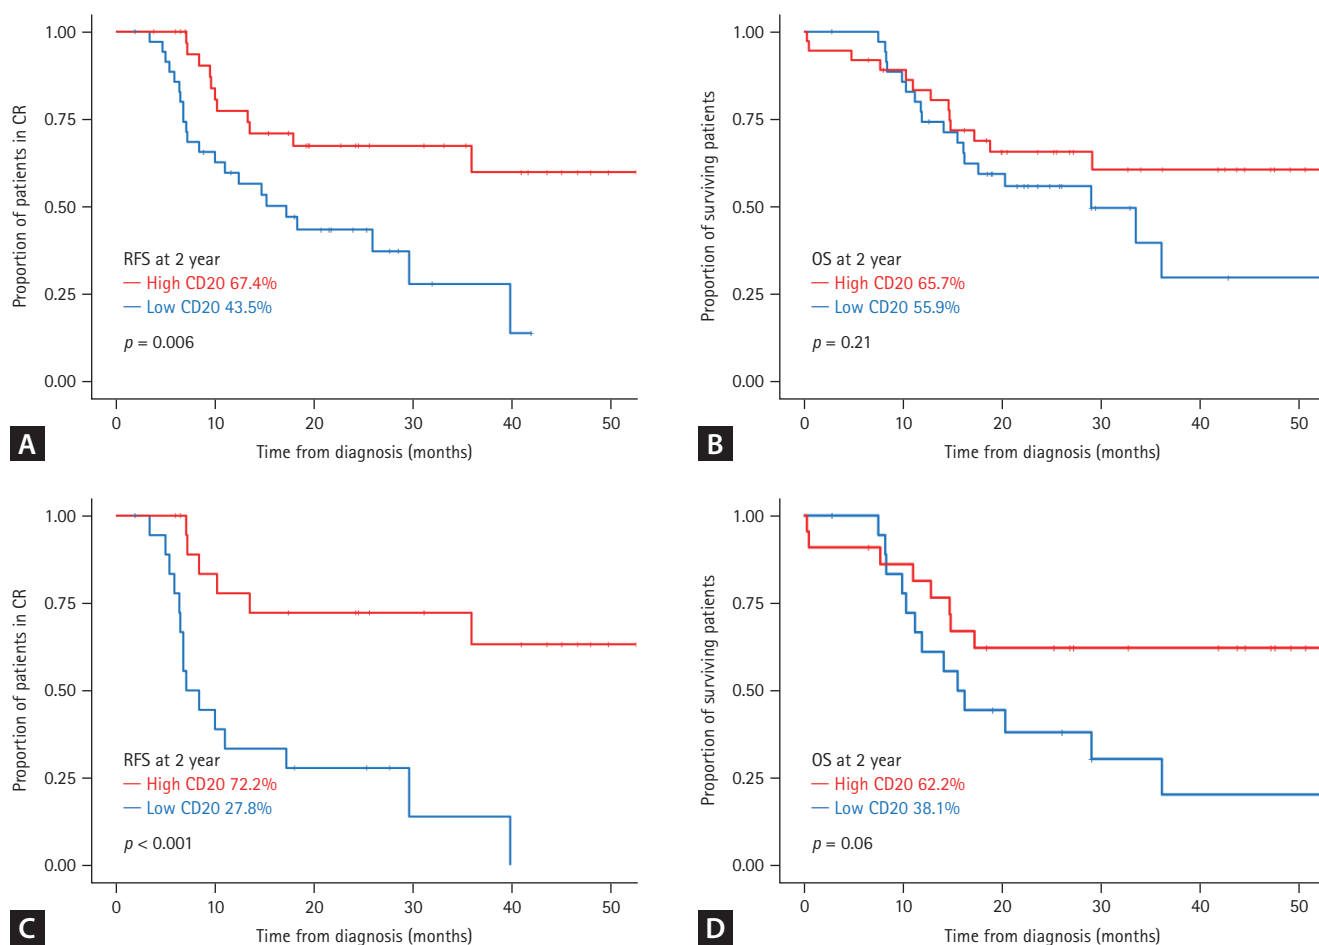 1.00
0.75
0.50
0.25
0.00
Proportion of patients in CR
RFS at 2 year
High CD20 67.4%
Low CD20 43.5%
p = 0.006
0 10 20 30 40 50
Time from diagnosis (months)
A
1.00
0.75
0.50
0.25
0.00
Proportion of surviving patients
OS at 2 year
High CD20 65.7%
Low CD20 55.9%
p = 0.21
0 10 20 30 40 50
Time from diagnosis (months)
B
1.00
0.75
0.50
0.25
0.00
Proportion of patients in CR
RFS at 2 year
High CD20 72.2%
Low CD20 27.8%
p < 0.001
0 10 20 30 40 50
Time from diagnosis (months)
C
1.00
0.75
0.50
0.25
0.00
Proportion of surviving patients
OS at 2 year
High CD20 62.2%
Low CD20 38.1%
p = 0.06
0 10 20 30 40 50
Time from diagnosis (months)
D